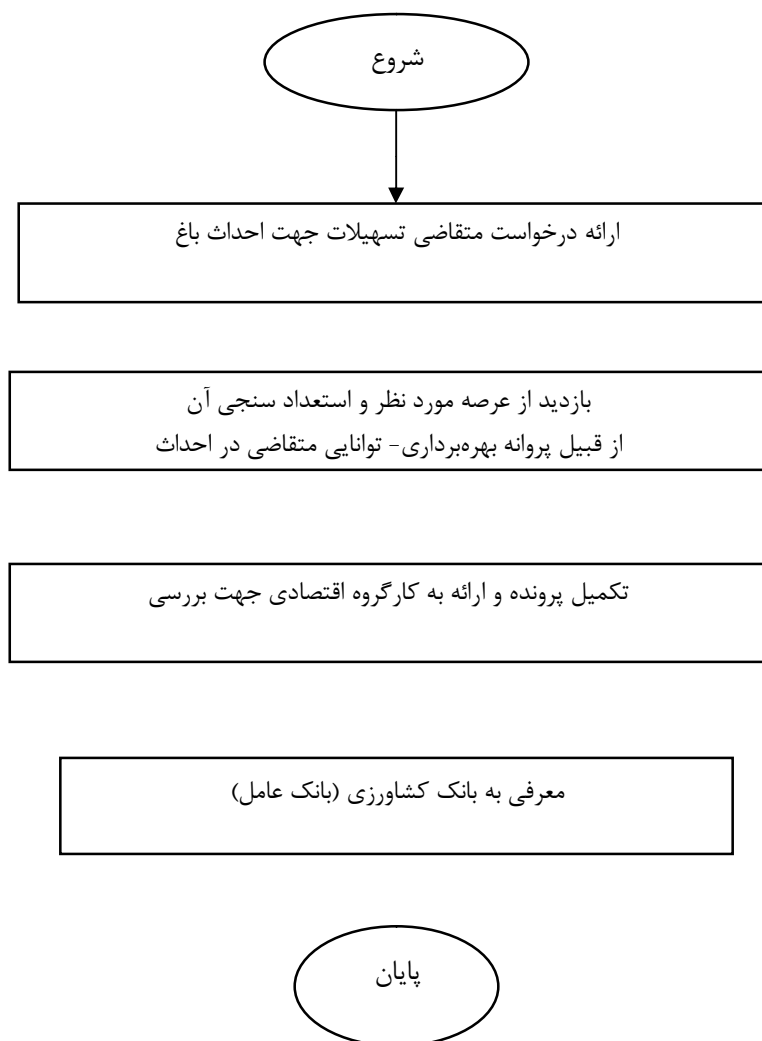 شروع
ارائه درخواست متقاضی تسهیلات جهت احداث باغ
بازدید از عرصه مورد نظر و استعداد سنجی آن
از قبیل پروانه بهره‌برداری- توانایی متقاضی در احداث
تکمیل پرونده و ارائه به کارگروه اقتصادی جهت بررسی
معرفی به بانک کشاورزی (بانک عامل)
پایان